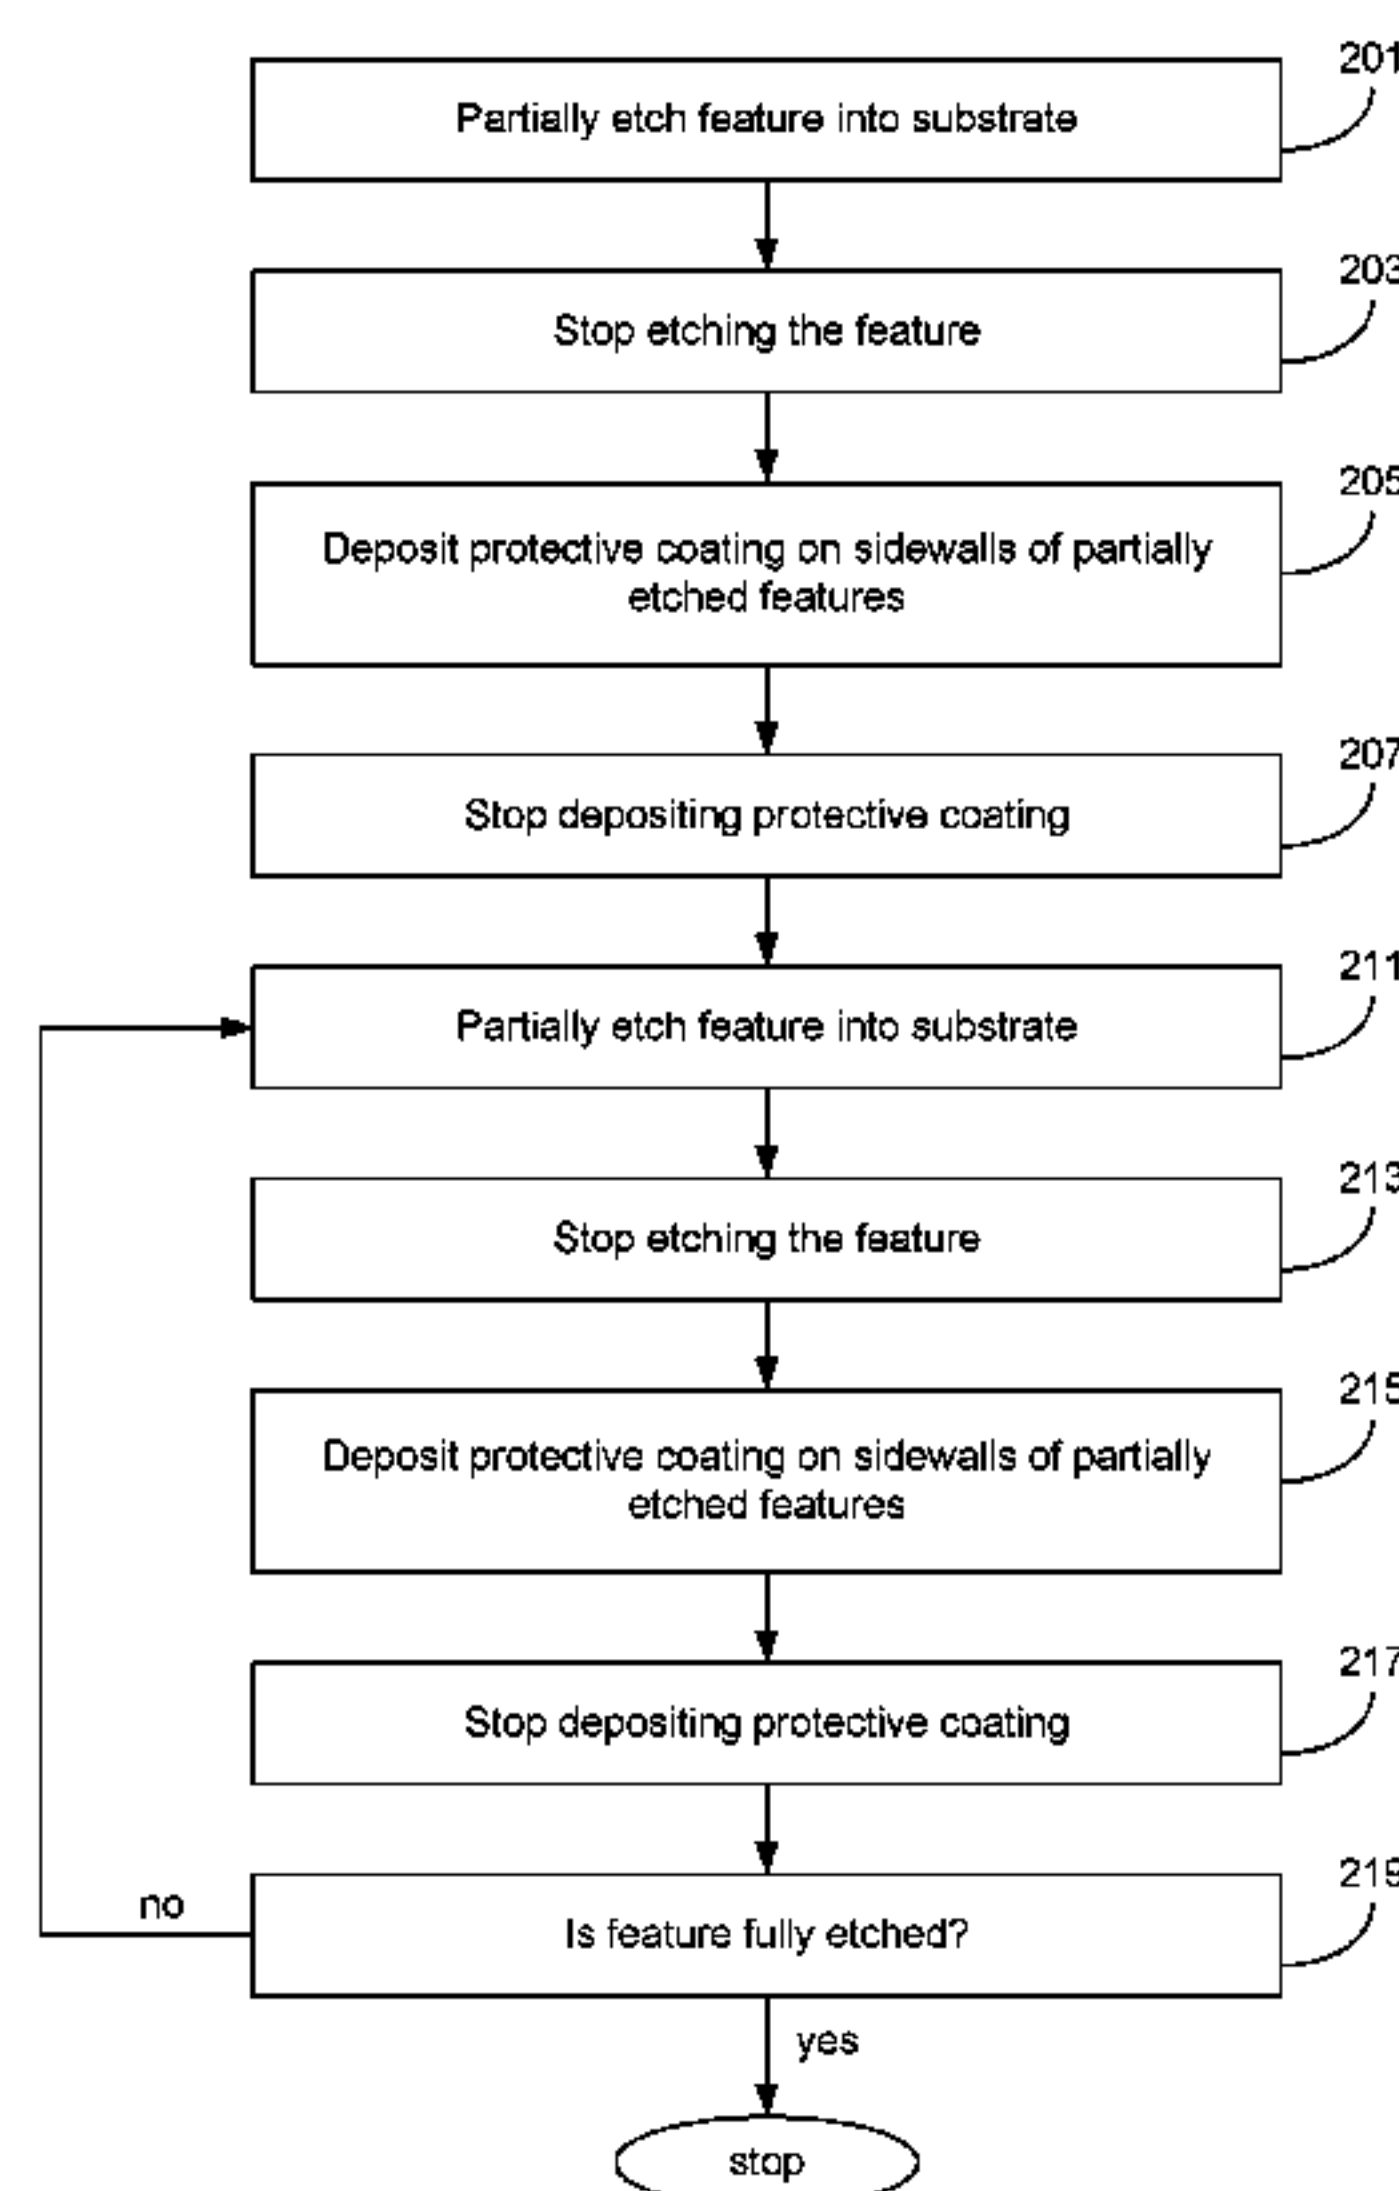 201
Partially etch feature into substrate
203
Stop etching the feature
205
Deposit protective coating on sidewalls of partially
etched features
207
Stop depositing protective coating
211
Partially etch feature into substrate
213
Stop etching the feature
215
Deposit protective coating on sidewalls of partially
etched features
217
Stop depositing protective coating
219
no
Is feature fully etched?
yes
stop